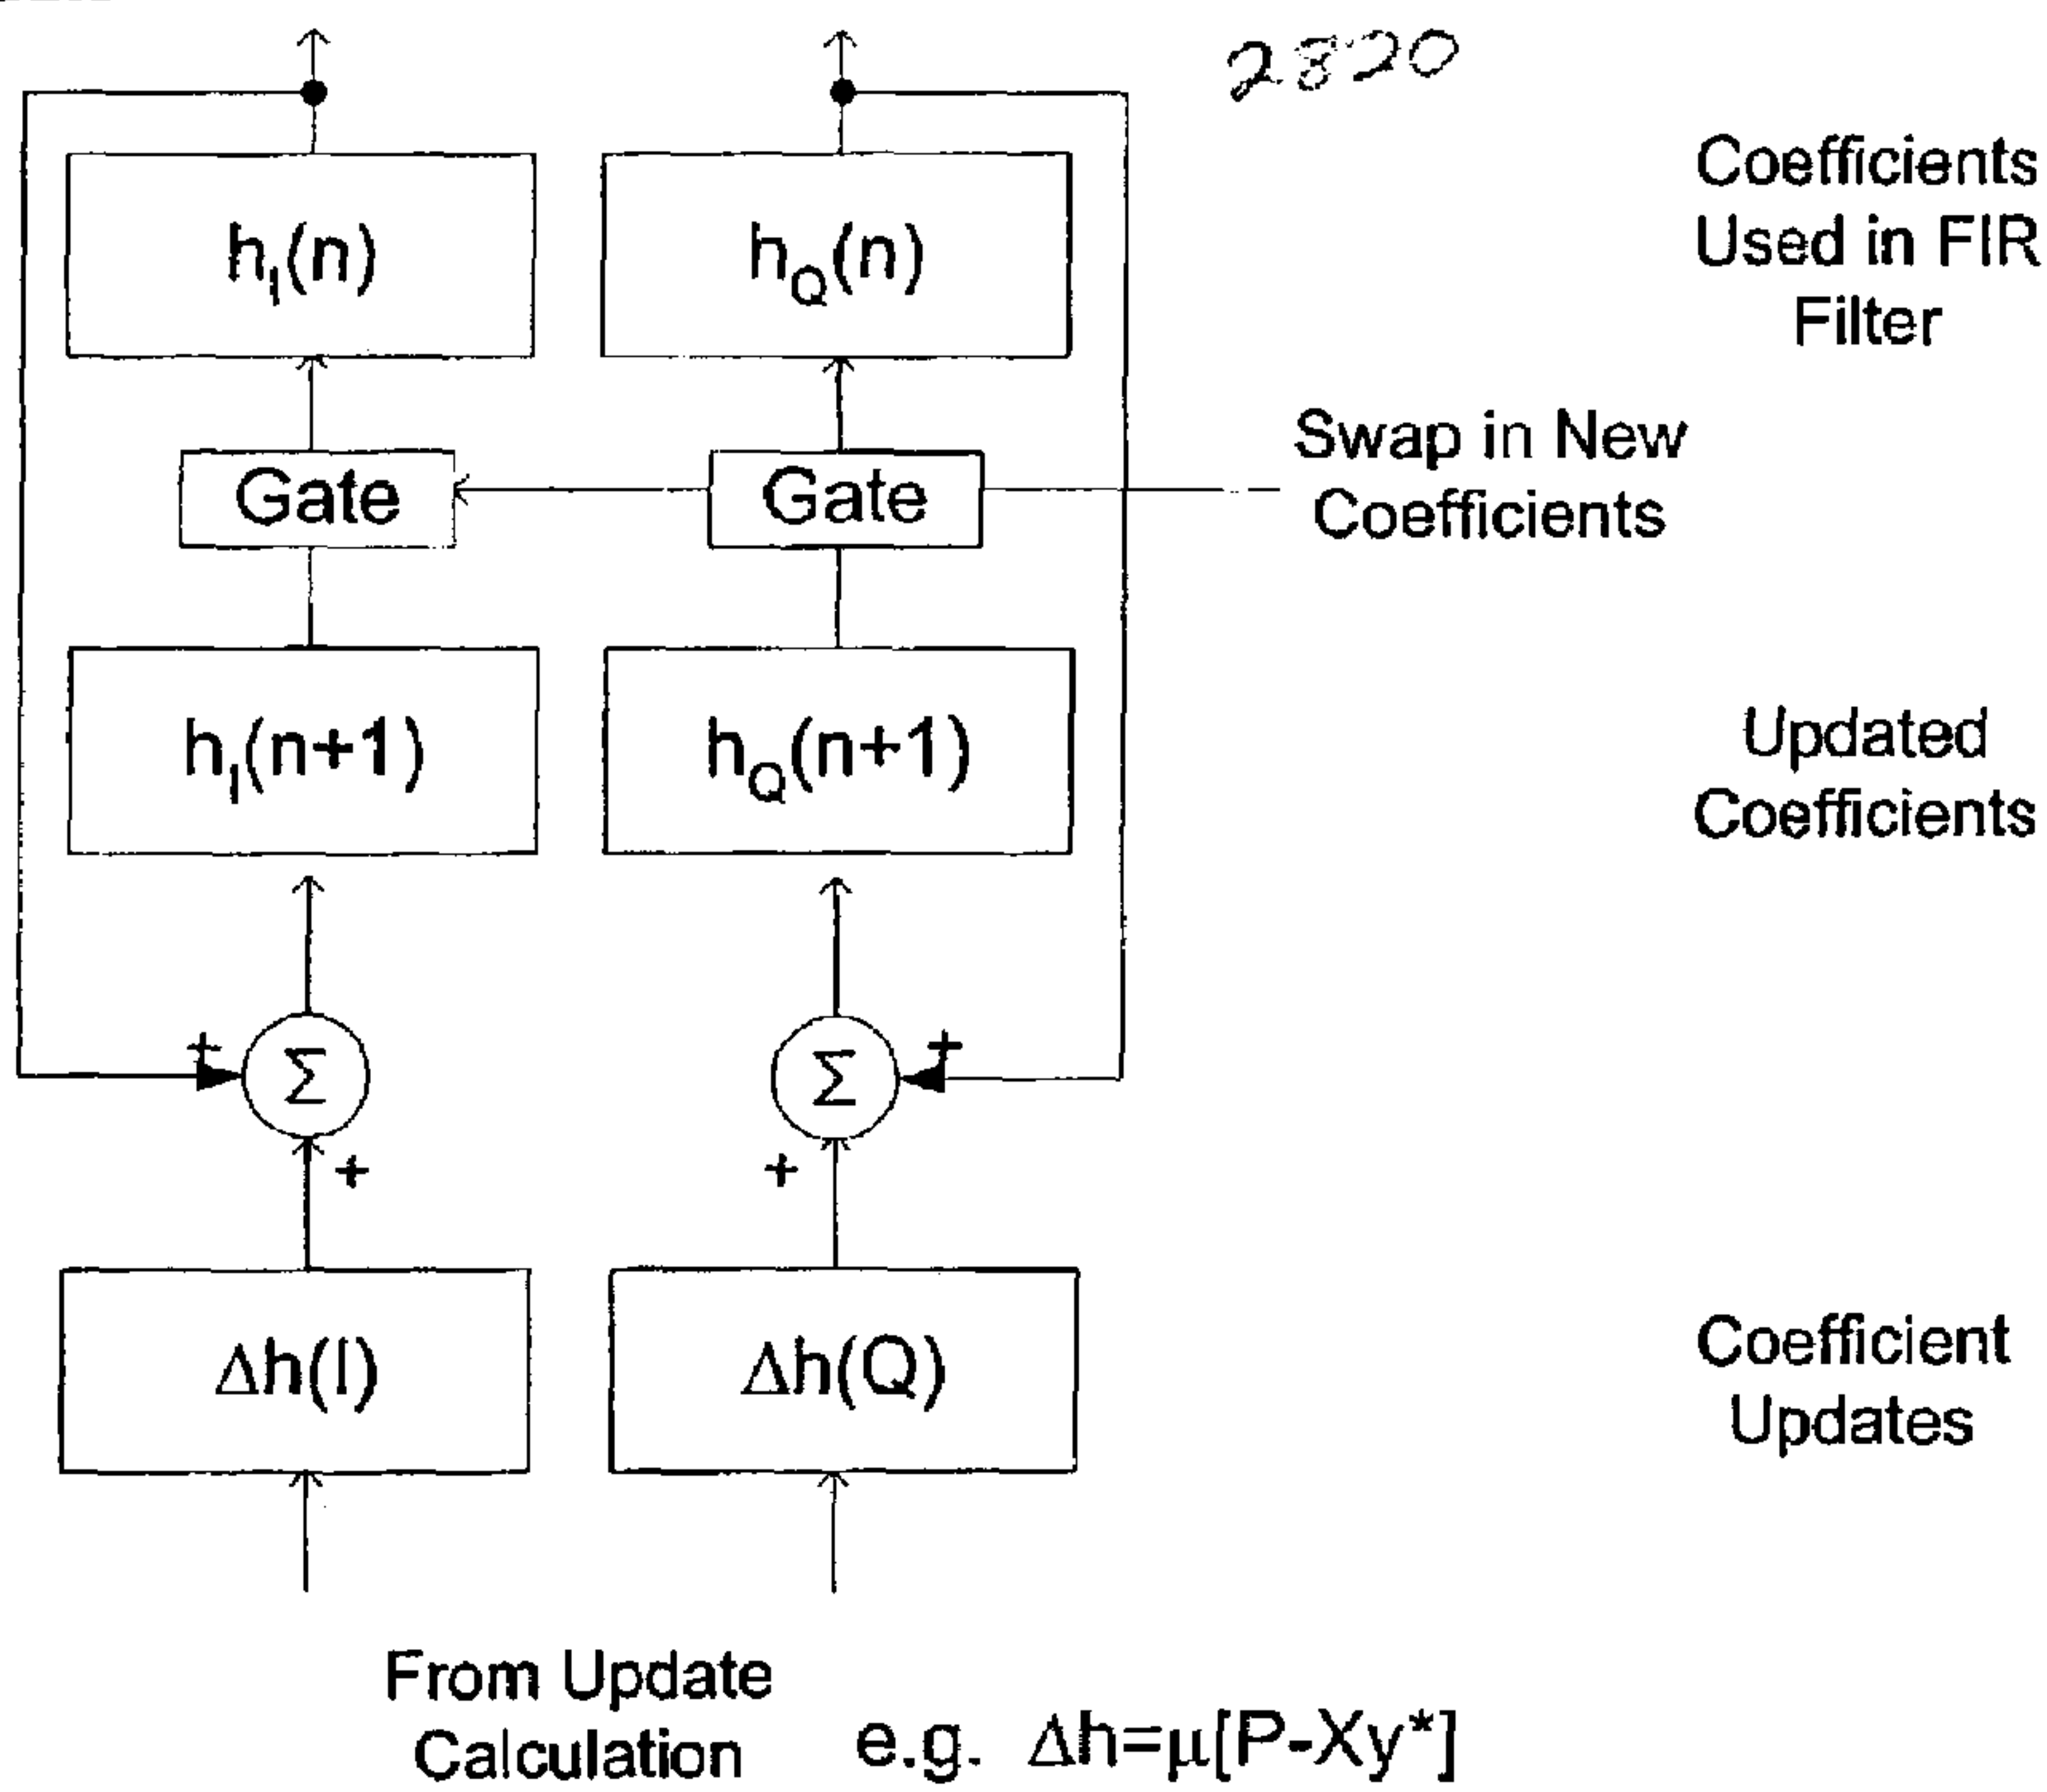 2820
h_I(n)
h_Q(n)
Coefficients
Used in FIR
Filter
Gate
Gate
Swap in New
Coefficients
h_I(n+1)
h_Q(n+1)
Updated
Coefficients
+
Σ
+
+
Σ
+
Δh(I)
Δh(Q)
Coefficient
Updates
From Update
Calculation
e.g. Δh=μ[P-Xy*]